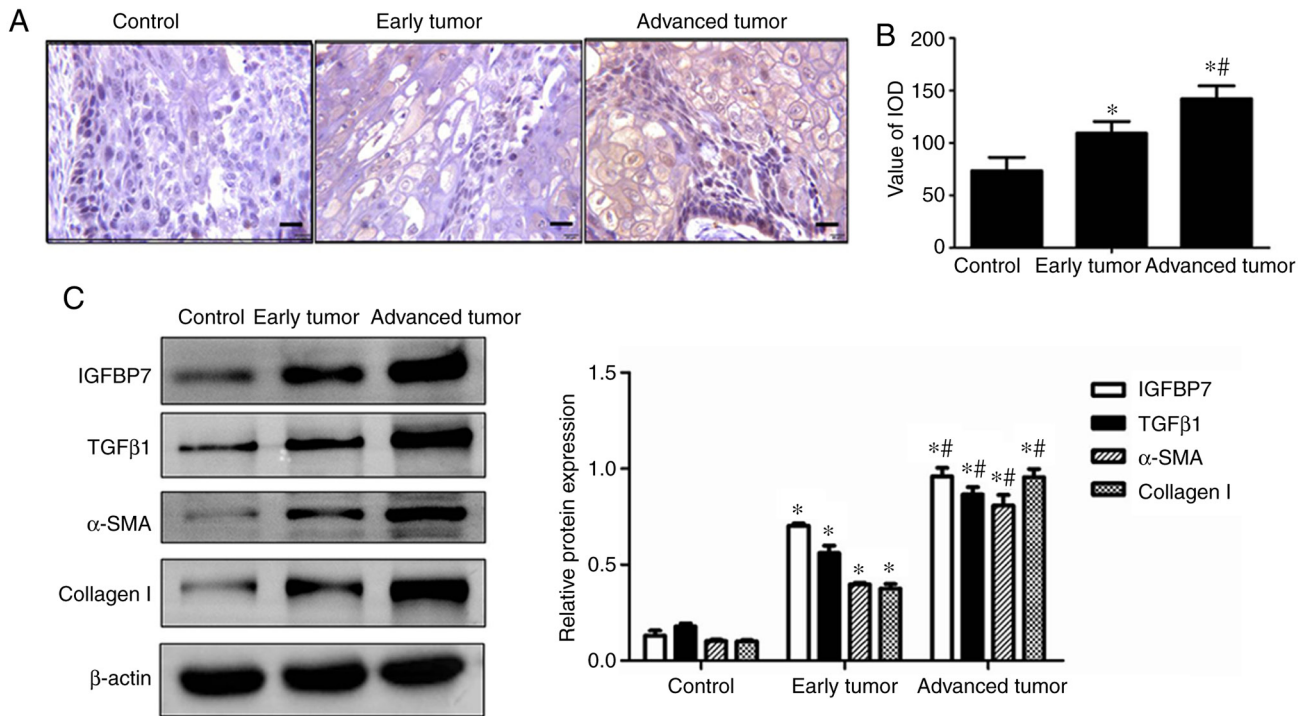 A
Control
Early tumor
Advanced tumor
B
Value of IOD
200
150
100
50
0
*
*#
Control
Early tumor
Advanced tumor
C
Control
Early tumor
Advanced tumor
IGFBP7
TGFβ1
α-SMA
Collagen I
β-actin
Relative protein expression
1.5
1.0
0.5
0.0
*
*
*
*
*#
*#
*#
*#
Control
Early tumor
Advanced tumor
IGFBP7
TGFβ1
α-SMA
Collagen I